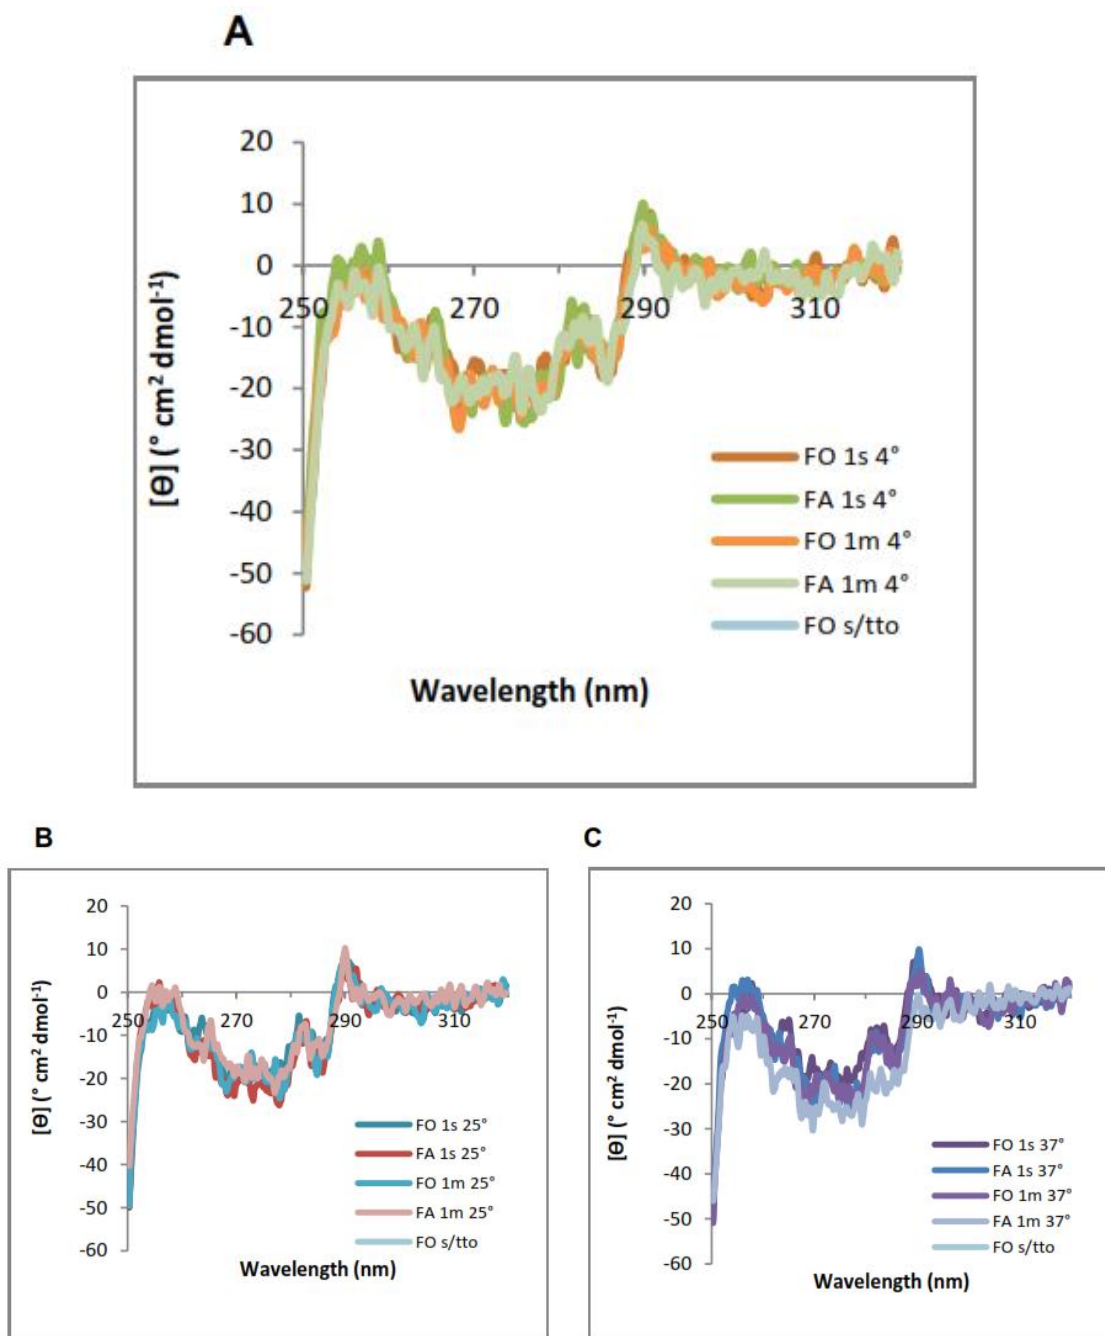 A
20
10
0
250
270
290
310
-10
-20
-30
-40
-50
-60
[Θ] (° cm² dmol⁻¹)
FO 1s 4°
FA 1s 4°
FO 1m 4°
FA 1m 4°
FO s/tto
Wavelength (nm)
B
20
10
0
250
270
290
310
-10
-20
-30
-40
-50
-60
[Θ] (° cm² dmol⁻¹)
FO 1s 25°
FA 1s 25°
FO 1m 25°
FA 1m 25°
FO s/tto
Wavelength (nm)
C
20
10
0
250
270
290
310
-10
-20
-30
-40
-50
-60
[Θ] (° cm² dmol⁻¹)
FO 1s 37°
FA 1s 37°
FO 1m 37°
FA 1m 37°
FO s/tto
Wavelength (nm)